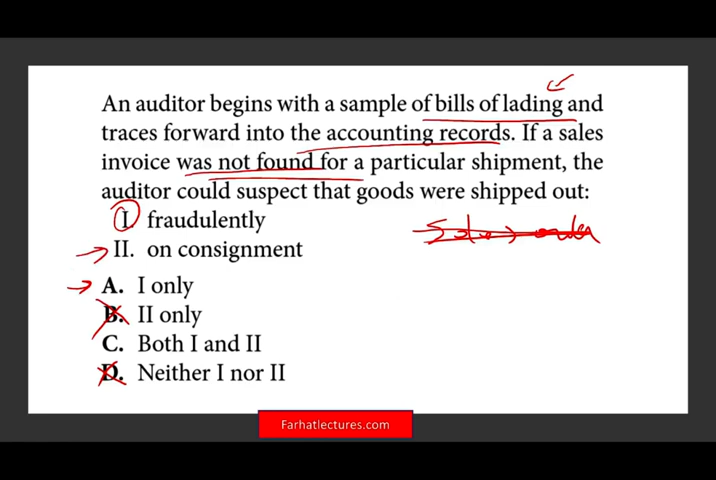 An auditor begins with a sample of bills of lading and
traces forward into the accounting records. If a sales
invoice was not found for a particular shipment, the
auditor could suspect that goods were shipped out:
I. fraudulently
II. on consignment
Sales order
A. I only
B. II only
C. Both I and II
D. Neither I nor II
Farhatlectures.com